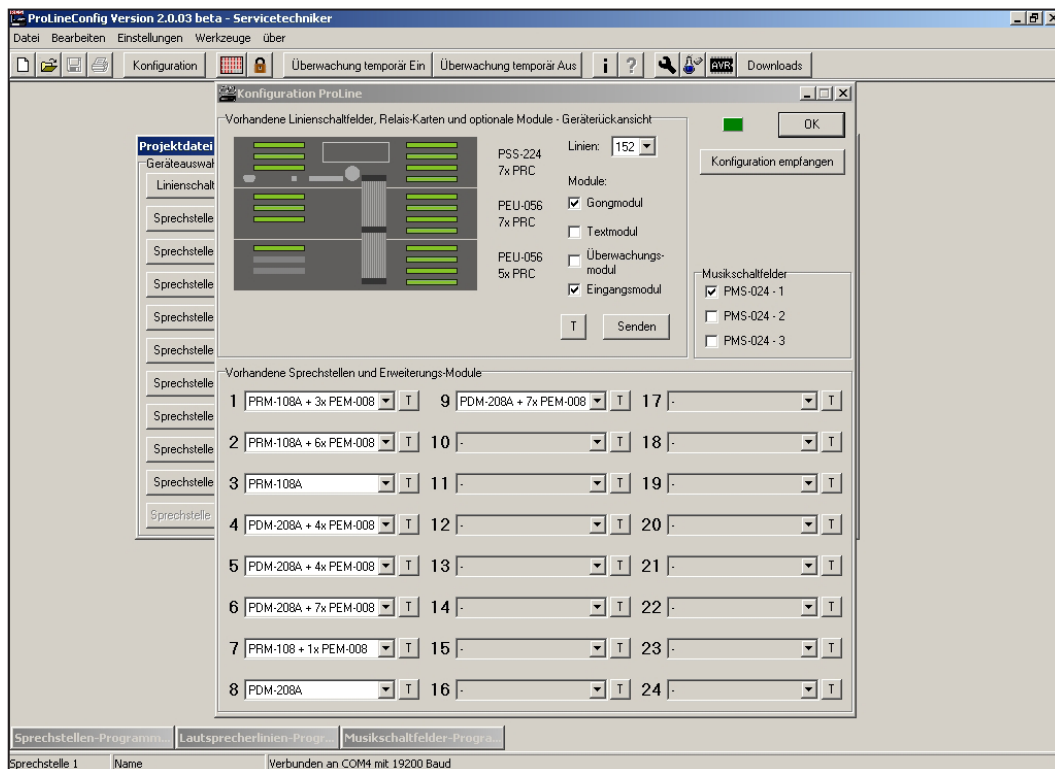 ProLineConfig Version 2.0.03 beta - Servicetechniker
Datei Bearbeiten Einstellungen Werkzeuge über
Konfiguration Überwachung temporär Ein Überwachung temporär Aus i ? AVR Downloads
Konfiguration ProLine
Vorhandene Linienschaltfelder, Relais-Karten und optionale Module - Geräterückansicht
PSS-224
7x PRC
PEU-056
7x PRC
PEU-056
5x PRC
Linien: 152
Module:
Gongmodul
Textmodul
Überwachungs-
modul
Eingangsmodul
T Senden
OK
Konfiguration empfangen
Musikschaltfelder
PMS-024 - 1
PMS-024 - 2
PMS-024 - 3
Projektdatei
Geräteauswahl
Linienschalt
Sprechstelle
Sprechstelle
Sprechstelle
Sprechstelle
Sprechstelle
Sprechstelle
Sprechstelle
Sprechstelle
Sprechstelle
Sprechstelle
Vorhandene Sprechstellen und Erweiterungs-Module
1 PRM-108A + 3x PEM-008 T 9 PDM-208A + 7x PEM-008 T 17 - T
2 PRM-108A + 6x PEM-008 T 10 - T 18 - T
3 PRM-108A T 11 - T 19 - T
4 PDM-208A + 4x PEM-008 T 12 - T 20 - T
5 PDM-208A + 4x PEM-008 T 13 - T 21 - T
6 PDM-208A + 7x PEM-008 T 14 - T 22 - T
7 PRM-108 + 1x PEM-008 T 15 - T 23 - T
8 PDM-208A T 16 - T 24 - T
Sprechstellen-Programm... Lautsprecherlinien-Progr... Musikschaltfelder-Progra...
Sprechstelle 1 Name Verbunden an COM4 mit 19200 Baud